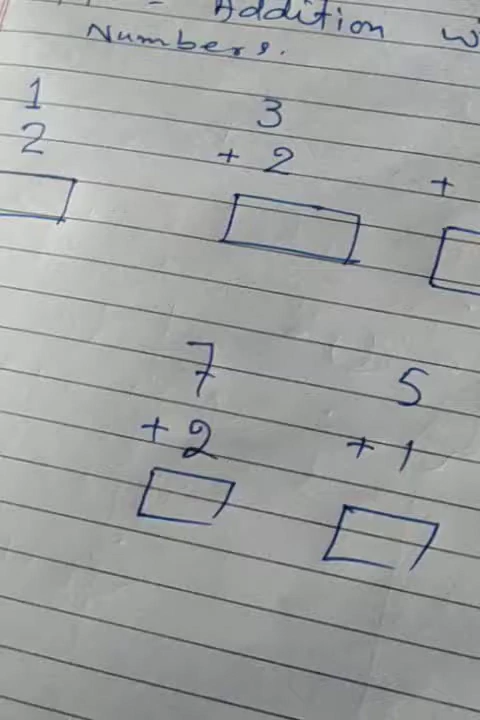 - Addition
Numbers.
1 3
2 + 2 +
7 5
+ 2 + 1